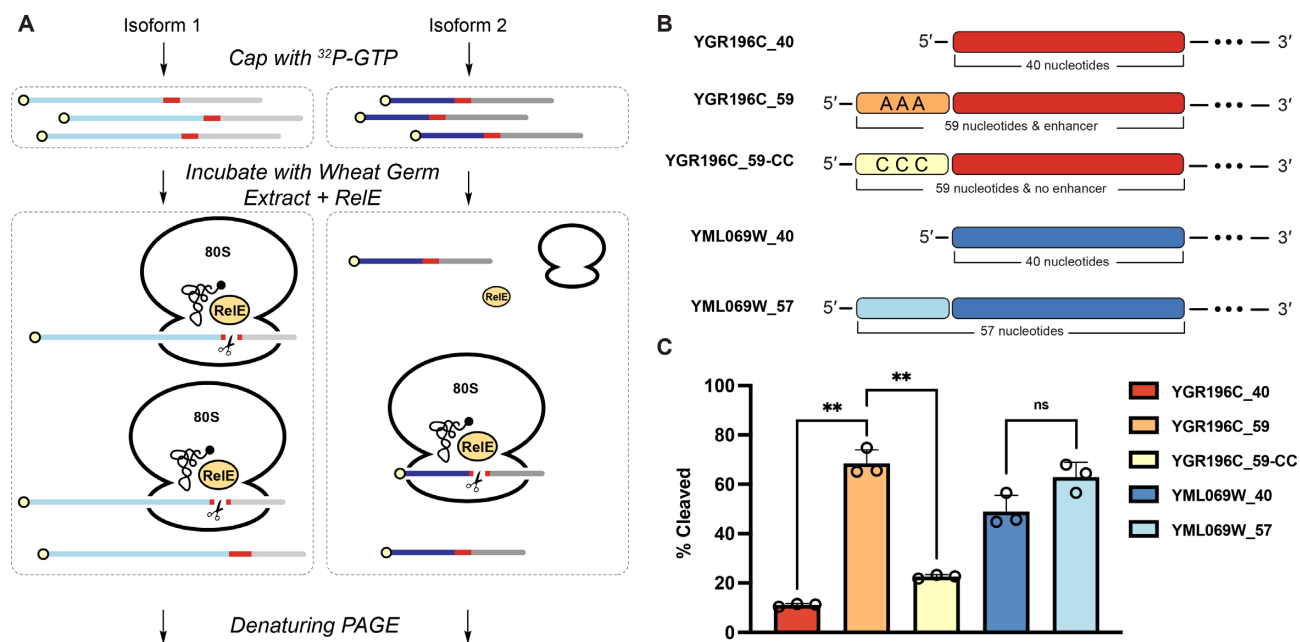 A
Isoform 1
Isoform 2
Cap with ³²P-GTP
Incubate with Wheat Germ
Extract + RelE
80S
RelE
RelE
80S
RelE
80S
RelE
Denaturing PAGE
B
YGR196C_40
5′
3′
40 nucleotides
YGR196C_59
5′
A A A
3′
59 nucleotides & enhancer
YGR196C_59-CC
5′
C C C
3′
59 nucleotides & no enhancer
YML069W_40
5′
3′
40 nucleotides
YML069W_57
5′
3′
57 nucleotides
C
% Cleaved
100
80
60
40
20
0
**
**
ns
YGR196C_40
YGR196C_59
YGR196C_59-CC
YML069W_40
YML069W_57